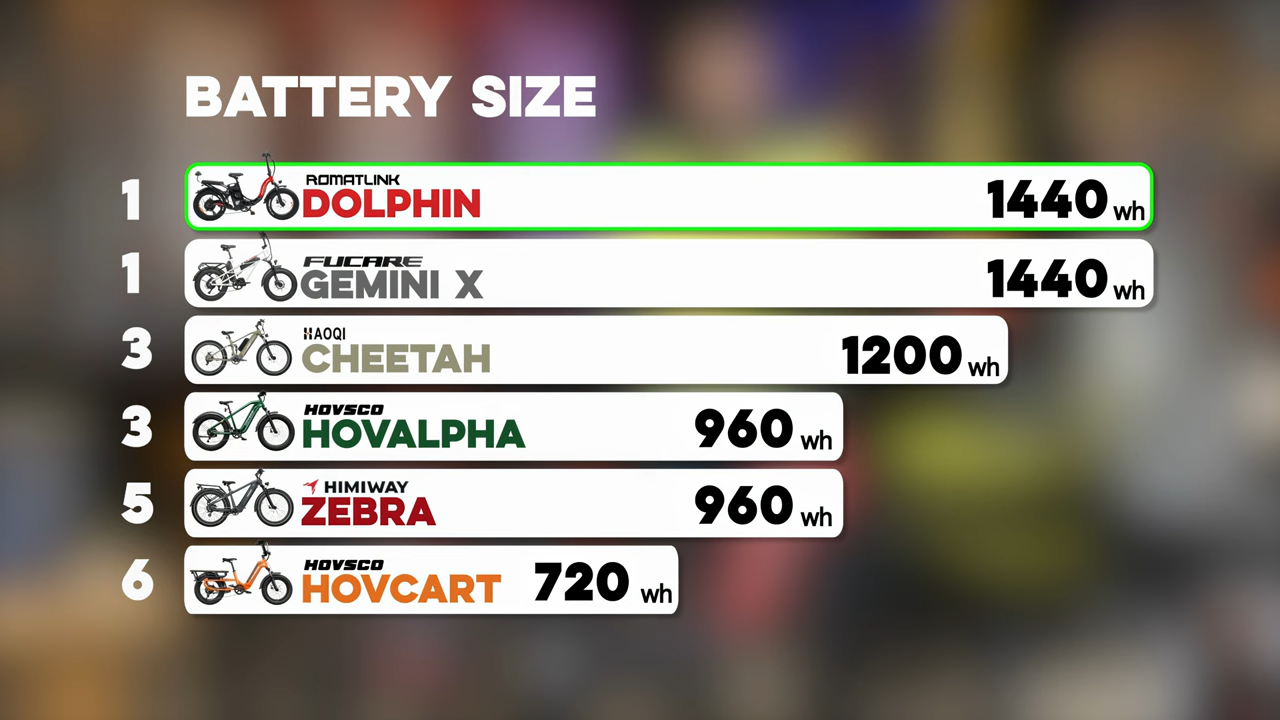 BATTERY SIZE
1 ROMATLINK DOLPHIN 1440 wh
1 FUCARE GEMINI X 1440 wh
3 HAOQI CHEETAH 1200 wh
3 HOVSCO HOVALPHA 960 wh
5 HIMIWAY ZEBRA 960 wh
6 HOVSCO HOVCART 720 wh